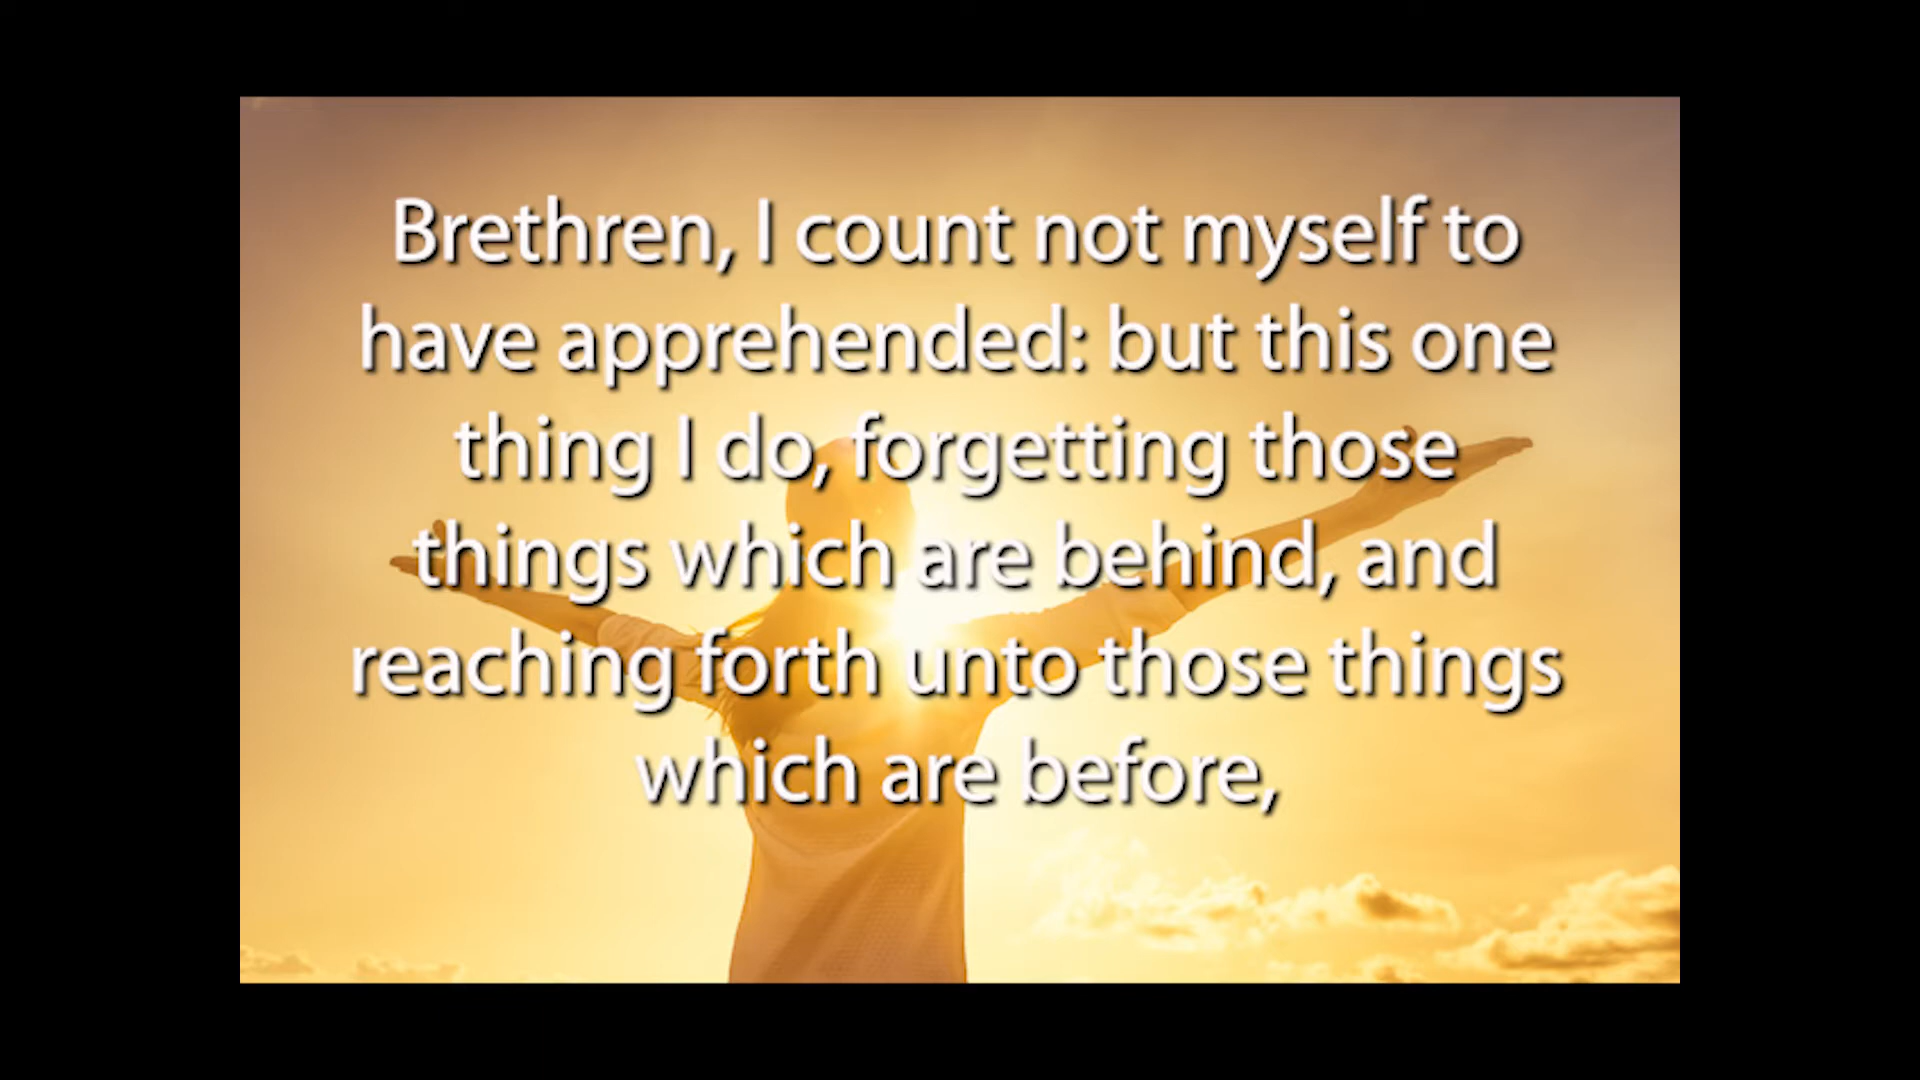 Brethren, I count not myself to
have apprehended: but this one
thing I do, forgetting those
things which are behind, and
reaching forth unto those things
which are before,